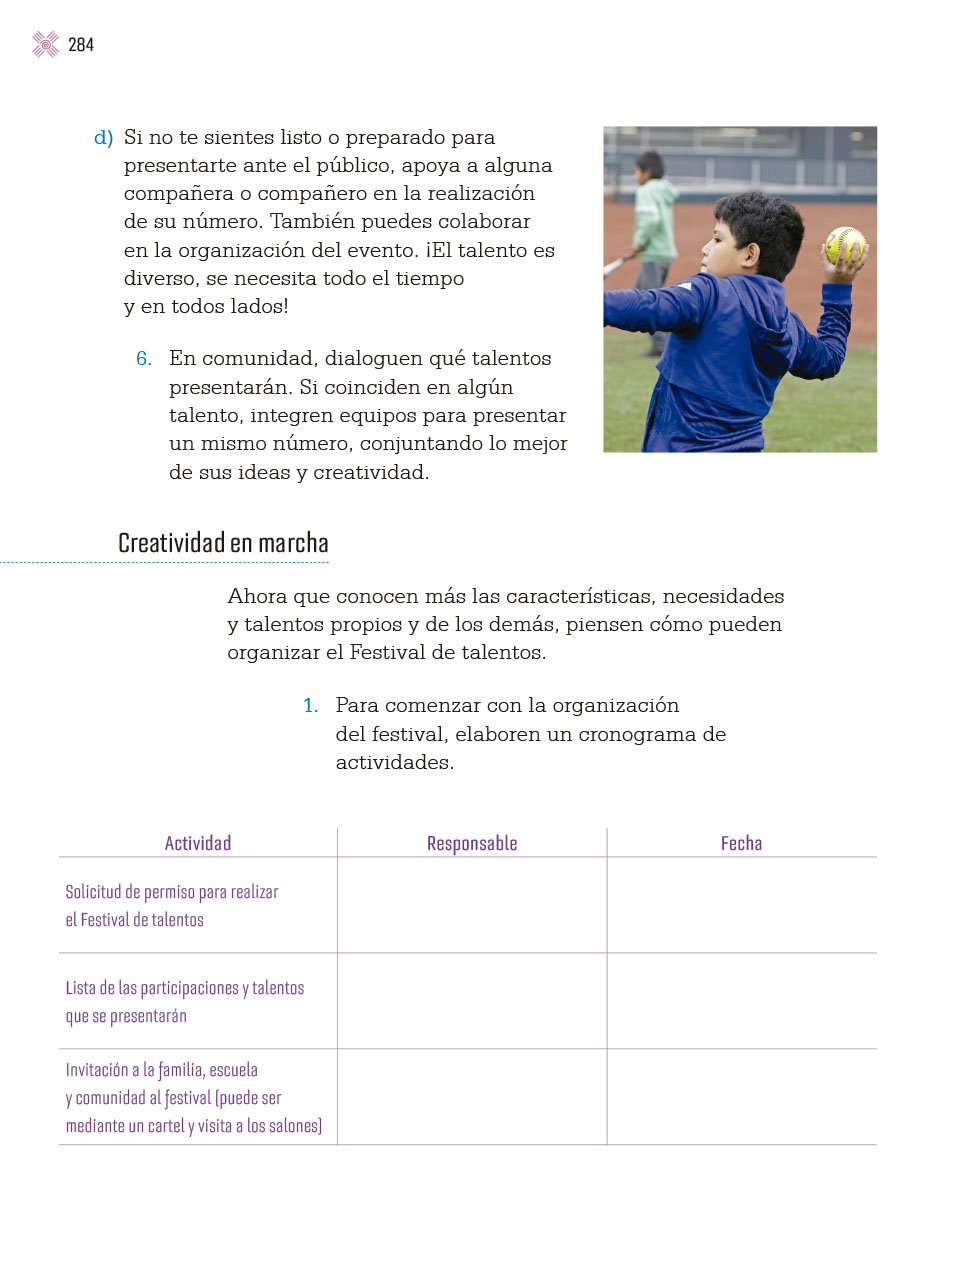 284
d) Si no te sientes listo o preparado para
presentarte ante el público, apoya a alguna
compañera o compañero en la realización
de su número. También puedes colaborar
en la organización del evento. ¡El talento es
diverso, se necesita todo el tiempo
y en todos lados!
6. En comunidad, dialoguen qué talentos
presentarán. Si coinciden en algún
talento, integren equipos para presentar
un mismo número, conjuntando lo mejor
de sus ideas y creatividad.
Creatividad en marcha
Ahora que conocen más las características, necesidades
y talentos propios y de los demás, piensen cómo pueden
organizar el Festival de talentos.
1. Para comenzar con la organización
del festival, elaboren un cronograma de
actividades.
Actividad Responsable Fecha
Solicitud de permiso para realizar
el Festival de talentos
Lista de las participaciones y talentos
que se presentarán
Invitación a la familia, escuela
y comunidad al festival (puede ser
mediante un cartel y visita a los salones)